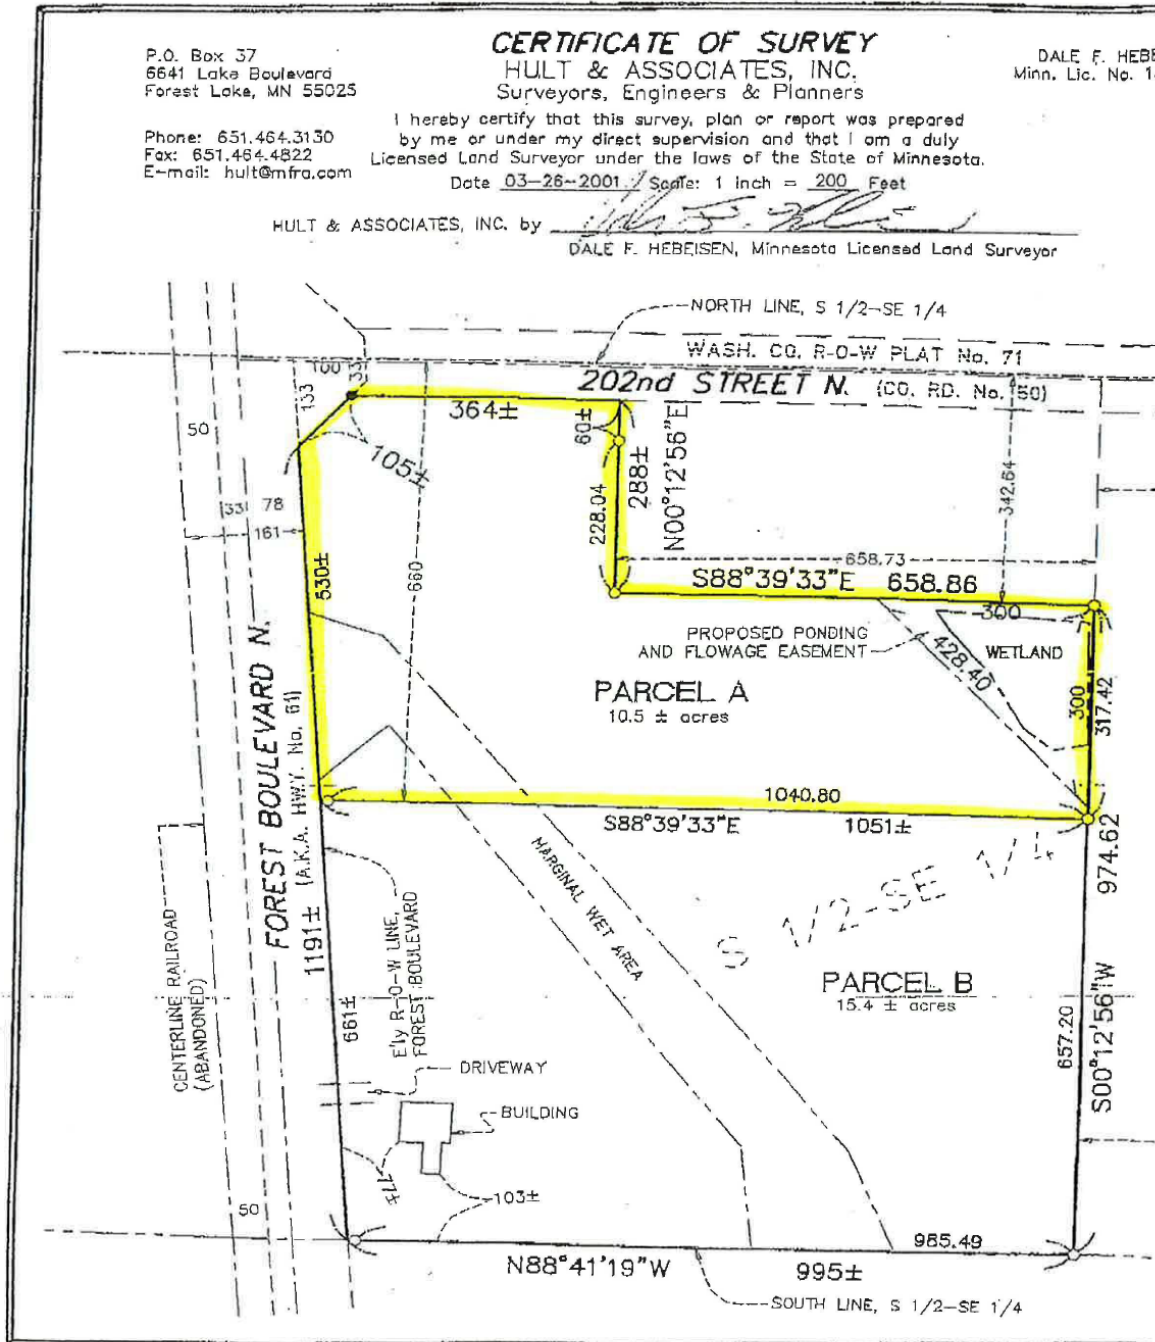 P.O. Box 37
6641 Lake Boulevard
Forest Lake, MN 55025
Phone: 651.464.3130
Fax: 651.464.4822
E-mail: hult@mfra.com
CERTIFICATE OF SURVEY
HULT & ASSOCIATES, INC.
Surveyors, Engineers & Planners
I hereby certify that this survey, plan or report was prepared
by me or under my direct supervision and that I am a duly
Licensed Land Surveyor under the laws of the State of Minnesota.
Date 03-26-2001 Scale: 1 inch = 200 Feet
HULT & ASSOCIATES, INC. by
DALE F. HEBEISEN, Minnesota Licensed Land Surveyor
DALE F. HEBE
Minn. Lic. No. 1
NORTH LINE, S 1/2-SE 1/4
WASH. CO. R-O-W PLAT No. 71
202nd STREET N. (CO. RD. No. 50)
100
33
133
364±
60±
105±
50
33
78
161
530±
660
228.04
288±
N00°12'56"E
342.64
658.73
S88°39'33"E 658.86
300
PROPOSED PONDING
AND FLOWAGE EASEMENT
428.40
WETLAND
300
317.42
PARCEL A
10.5 ± acres
1040.80
S88°39'33"E 1051±
FOREST BOULEVARD N.
(A.K.A. HWY. No. 61)
1191±
974.62
S 1/2-SE 1/4
MARGINAL WET AREA
PARCEL B
15.4 ± acres
CENTERLINE RAILROAD
(ABANDONED)
661±
E'ly R-O-W LINE,
FOREST BOULEVARD
657.20
S00°12'56"W
DRIVEWAY
BUILDING
77±
103±
50
985.49
N88°41'19"W 995±
SOUTH LINE, S 1/2-SE 1/4